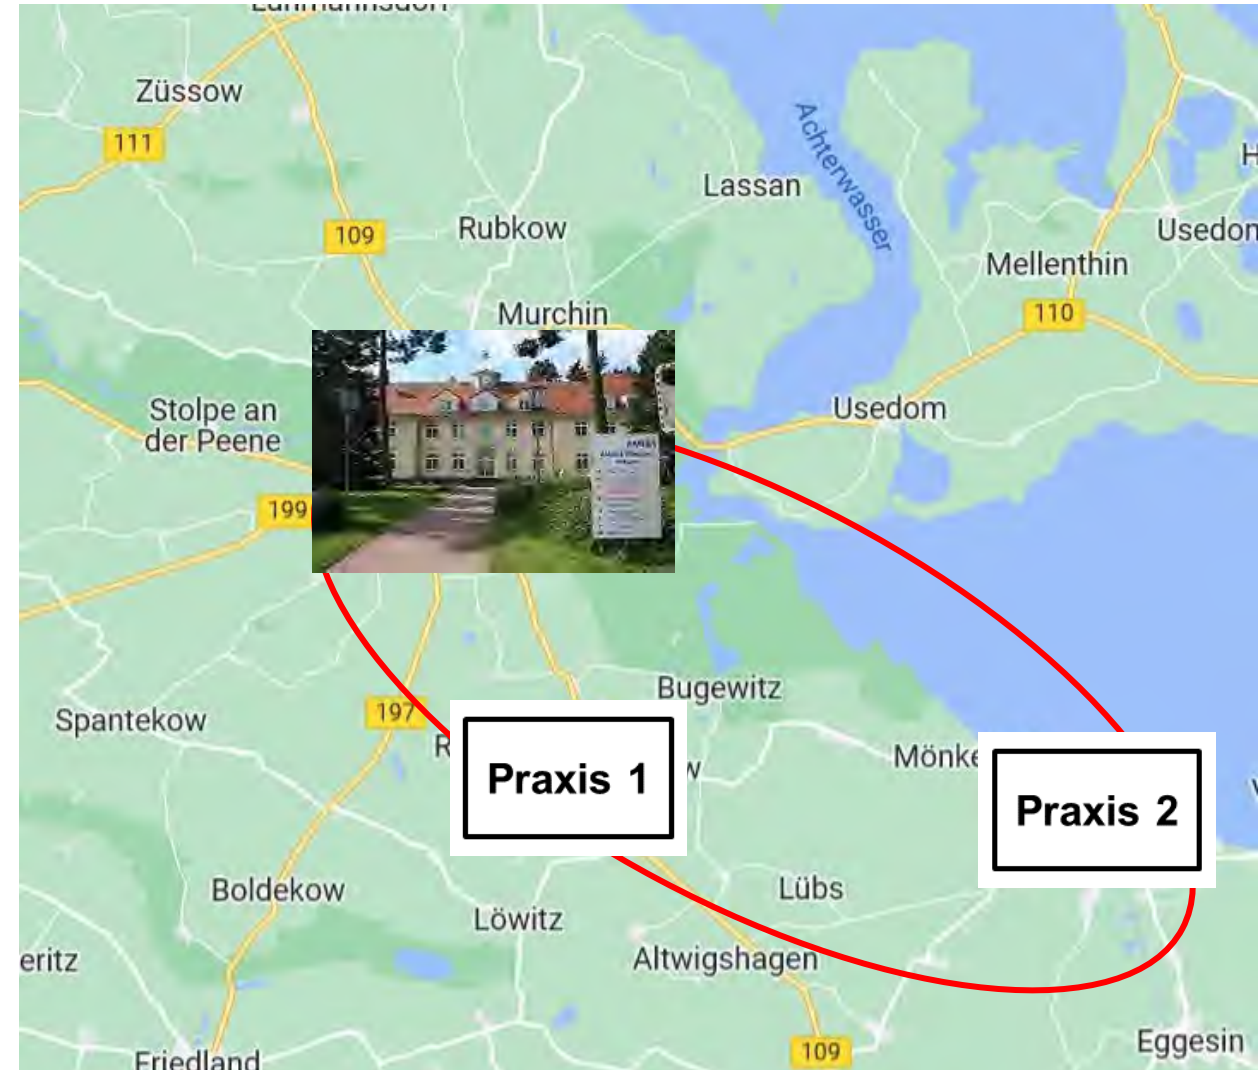 Züssow
111
Achterwasser
Lassan
109
Rubkow
Usedom
Mellenthin
Murchin
110
Stolpe an
der Peene
Usedom
199
Bugewitz
Spantekow
197
Mönke
Praxis 1
Praxis 2
Boldekow
Lübs
Löwitz
eritz
Altwigshagen
Eggesin
109
Friedland